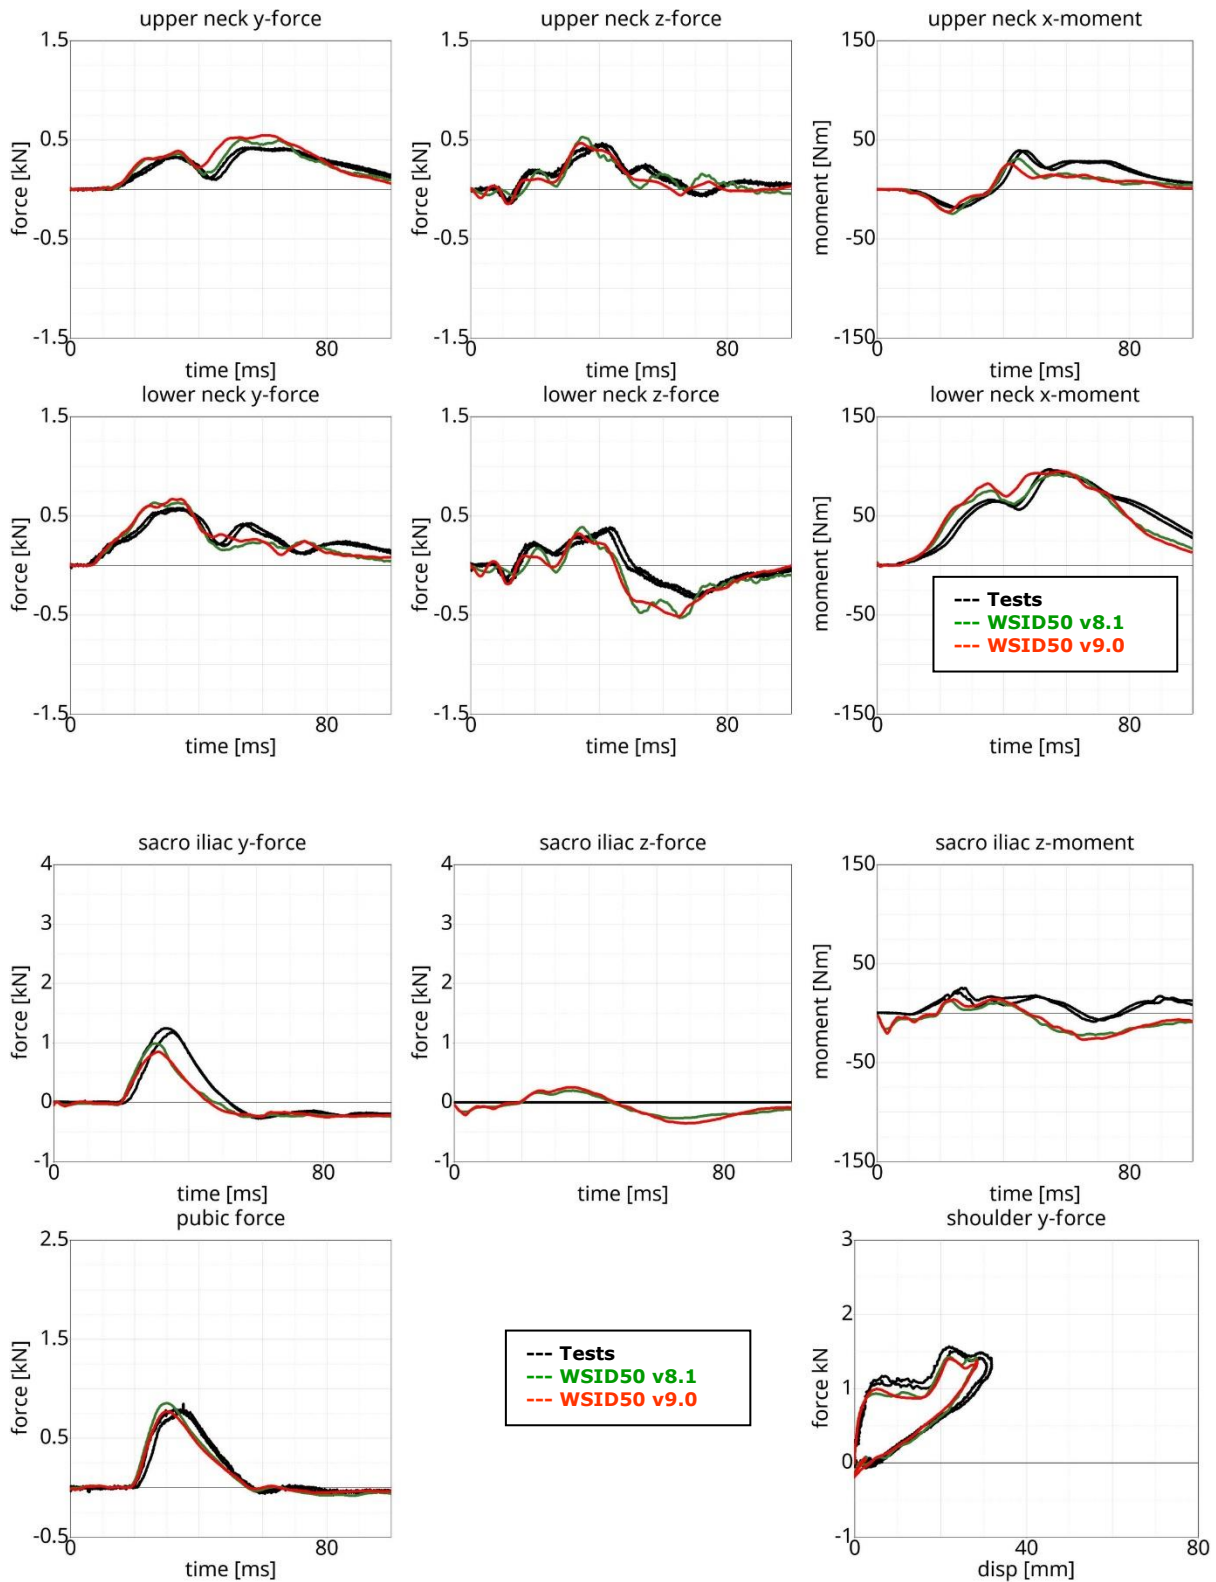 upper neck y-force
upper neck z-force
upper neck x-moment
1.5
0.5
-0.5
-1.5
0
80
force [kN]
time [ms]
1.5
0.5
-0.5
-1.5
0
80
force [kN]
time [ms]
150
50
-50
-150
0
80
moment [Nm]
time [ms]
lower neck y-force
lower neck z-force
lower neck x-moment
1.5
0.5
-0.5
-1.5
0
80
force [kN]
time [ms]
1.5
0.5
-0.5
-1.5
0
80
force [kN]
time [ms]
150
50
-50
-150
0
80
moment [Nm]
time [ms]
--- Tests
--- WSID50 v8.1
--- WSID50 v9.0
sacro iliac y-force
sacro iliac z-force
sacro iliac z-moment
4
3
2
1
0
-1
0
80
force [kN]
time [ms]
4
3
2
1
0
-1
0
80
force [kN]
time [ms]
150
50
-50
-150
0
80
moment [Nm]
time [ms]
pubic force
shoulder y-force
2.5
1.5
0.5
-0.5
0
80
force [kN]
time [ms]
--- Tests
--- WSID50 v8.1
--- WSID50 v9.0
3
2
1
0
-1
0
40
80
force kN
disp [mm]